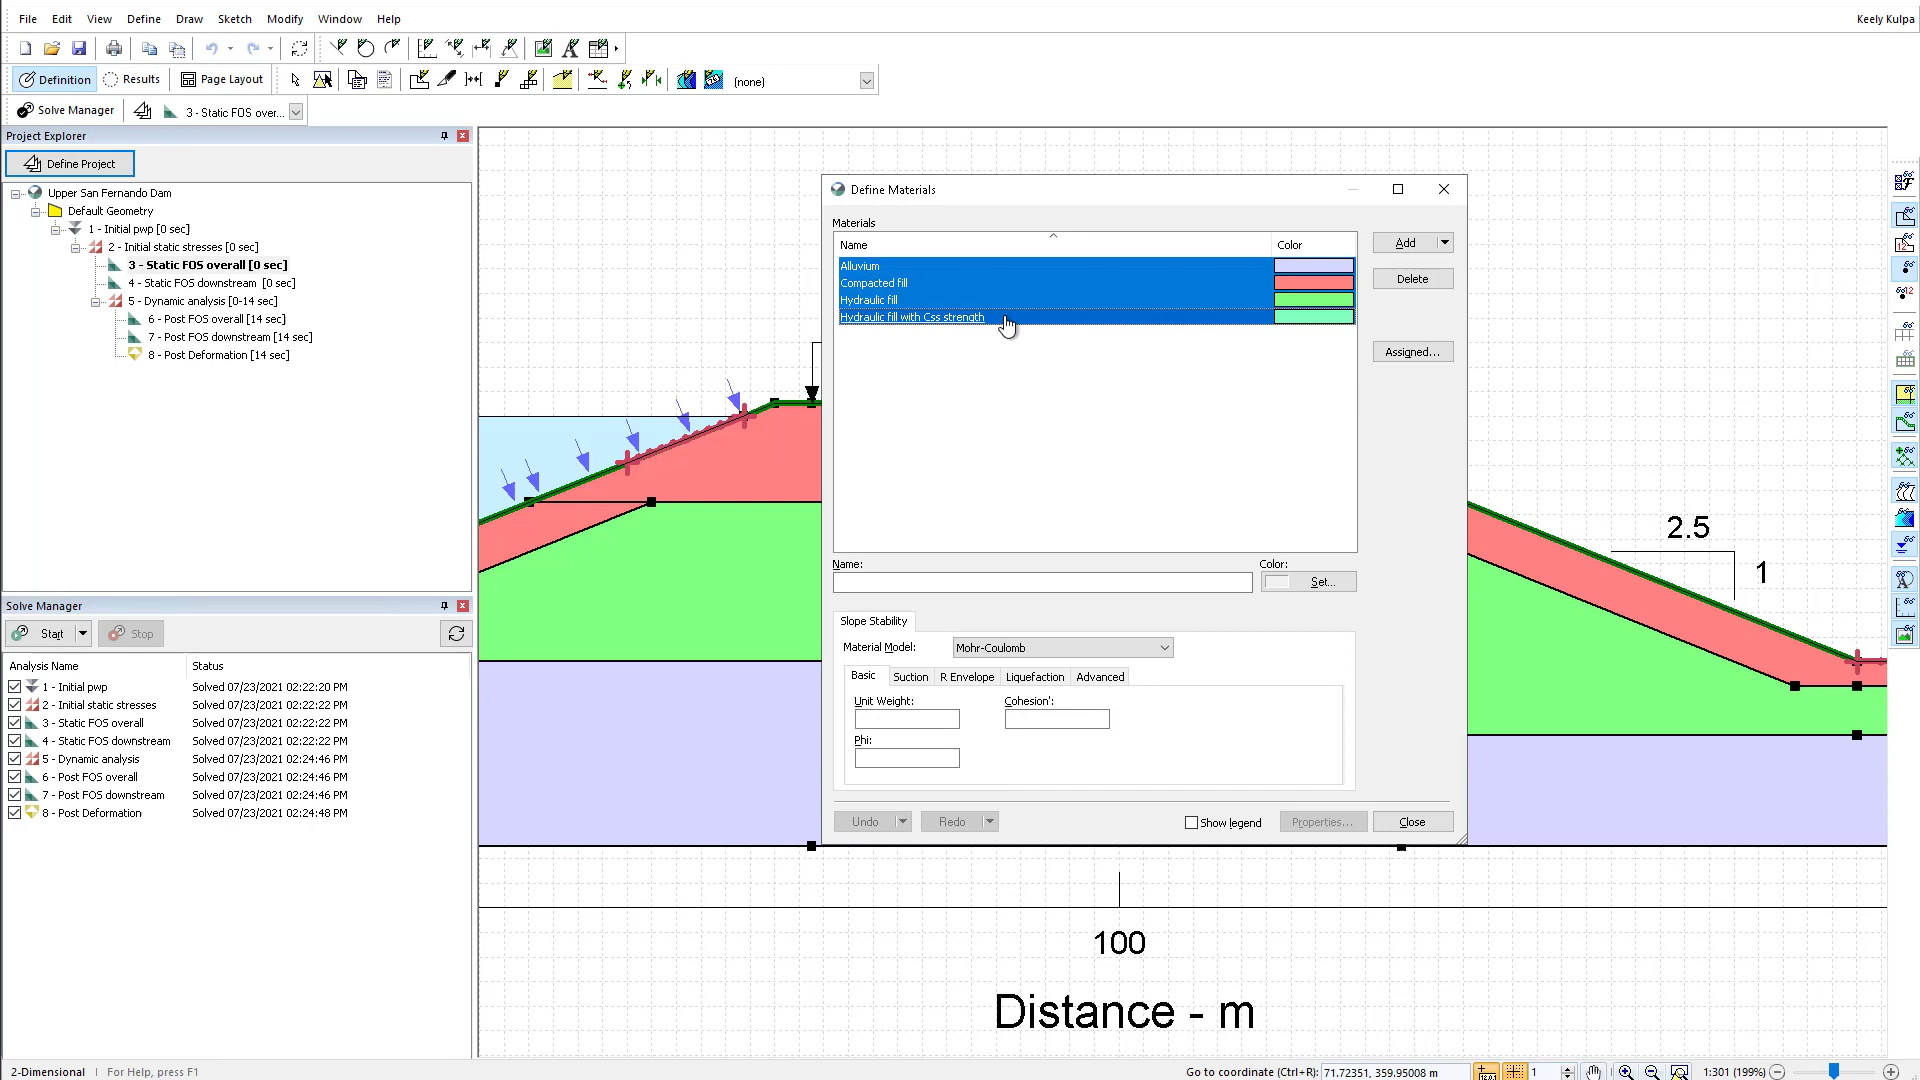 File Edit View Define Draw Sketch Modify Window Help
Keely Kulpa
Definition Results Page Layout (none)
Solve Manager 3 - Static FOS over...
Project Explorer
Define Project
Upper San Fernando Dam
Default Geometry
1 - Initial pwp [0 sec]
2 - Initial static stresses [0 sec]
3 - Static FOS overall [0 sec]
4 - Static FOS downstream [0 sec]
5 - Dynamic analysis [0-14 sec]
6 - Post FOS overall [14 sec]
7 - Post FOS downstream [14 sec]
8 - Post Deformation [14 sec]
Solve Manager
Start Stop
Analysis Name Status
1 - Initial pwp Solved 07/23/2021 02:22:20 PM
2 - Initial static stresses Solved 07/23/2021 02:22:22 PM
3 - Static FOS overall Solved 07/23/2021 02:22:22 PM
4 - Static FOS downstream Solved 07/23/2021 02:22:22 PM
5 - Dynamic analysis Solved 07/23/2021 02:24:46 PM
6 - Post FOS overall Solved 07/23/2021 02:24:46 PM
7 - Post FOS downstream Solved 07/23/2021 02:24:46 PM
8 - Post Deformation Solved 07/23/2021 02:24:48 PM
Define Materials
Materials
Name Color
Alluvium
Compacted fill
Hydraulic fill
Hydraulic fill with Css strength
Add
Delete
Assigned...
Name: Color:
Set...
Slope Stability
Material Model: Mohr-Coulomb
Basic Suction R Envelope Liquefaction Advanced
Unit Weight: Cohesion':
Phi:
Undo Redo Show legend Properties... Close
2.5
1
100
Distance - m
2-Dimensional For Help, press F1
Go to coordinate (Ctrl+R): 71.72351, 359.95008 m 1 1:301 (199%)